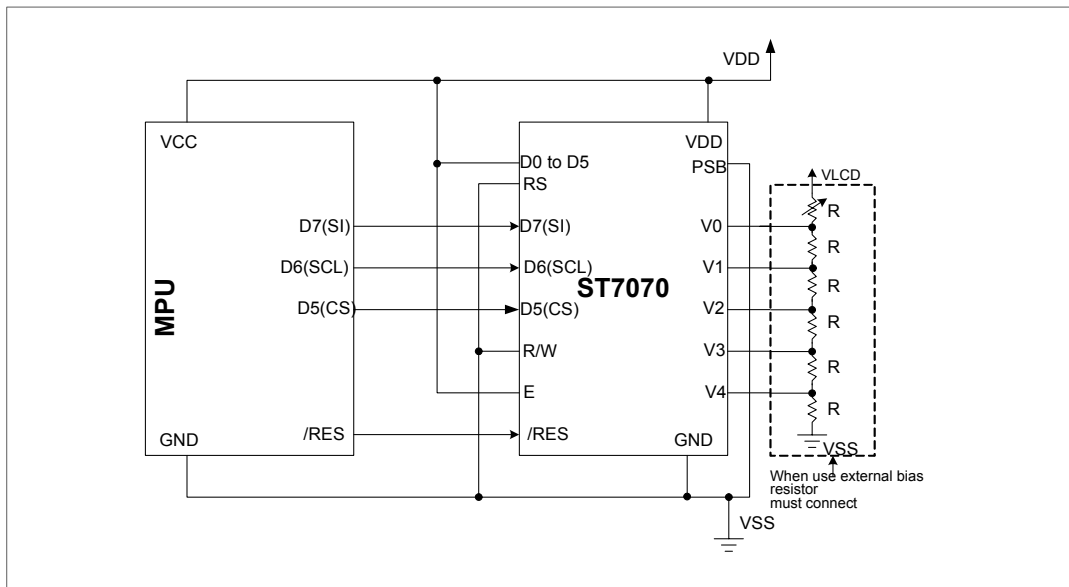 VDD
VCC
VDD
D0 to D5
PSB
RS
VLCD
R
D7(SI)
D7(SI)
V0
R
D6(SCL)
D6(SCL)
V1
ST7070
R
MPU
D5(CS)
D5(CS)
V2
R
R/W
V3
R
E
V4
R
/RES
/RES
GND
GND
VSS
When use external bias
resistor
must connect
VSS